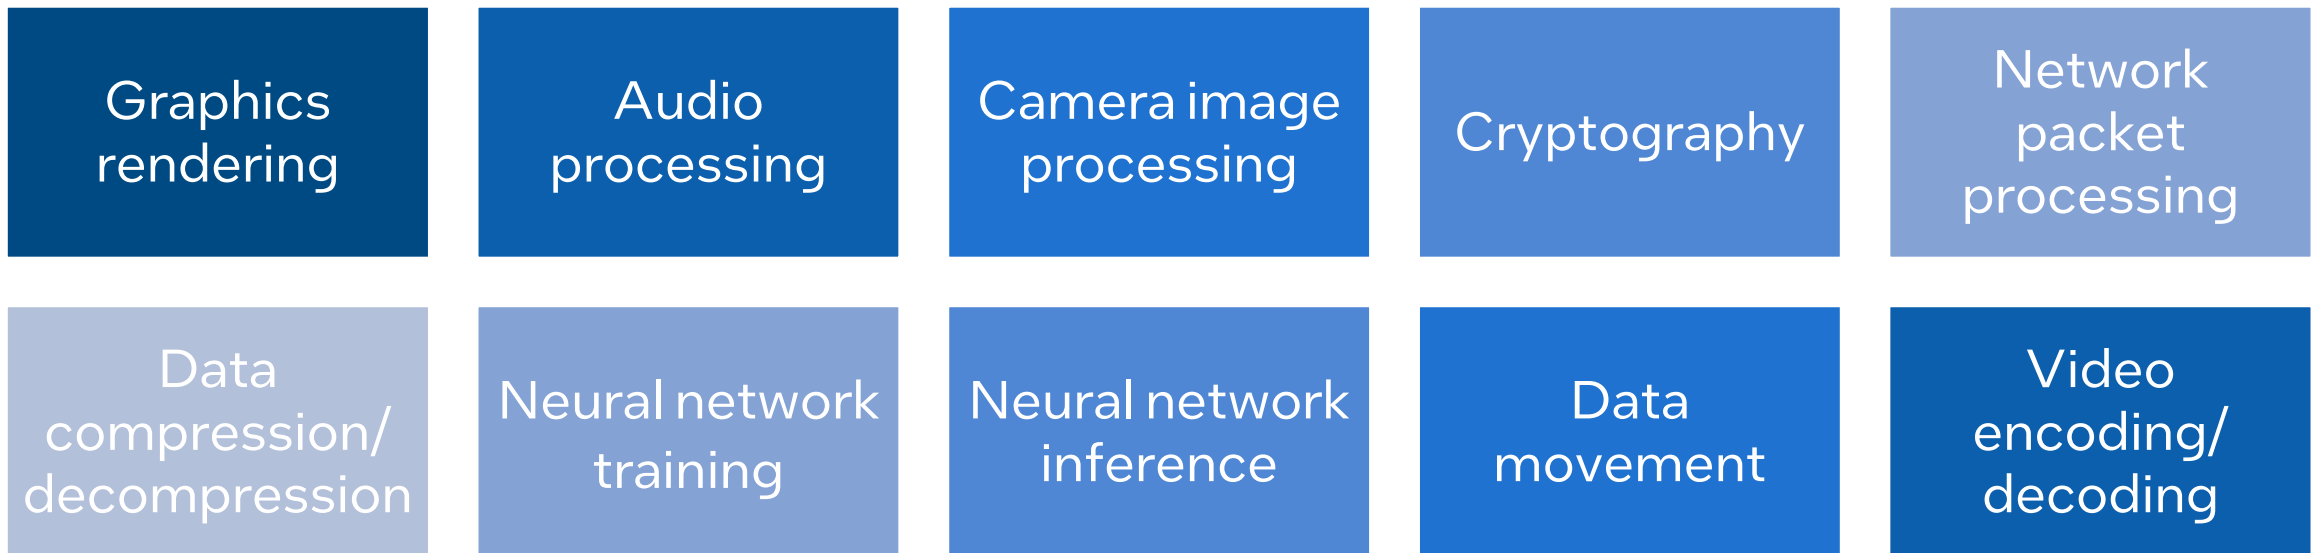 Graphics
rendering
Audio
processing
Camera image
processing
Cryptography
Network
packet
processing
Data
compression/
decompression
Neural network
training
Neural network
inference
Data
movement
Video
encoding/
decoding